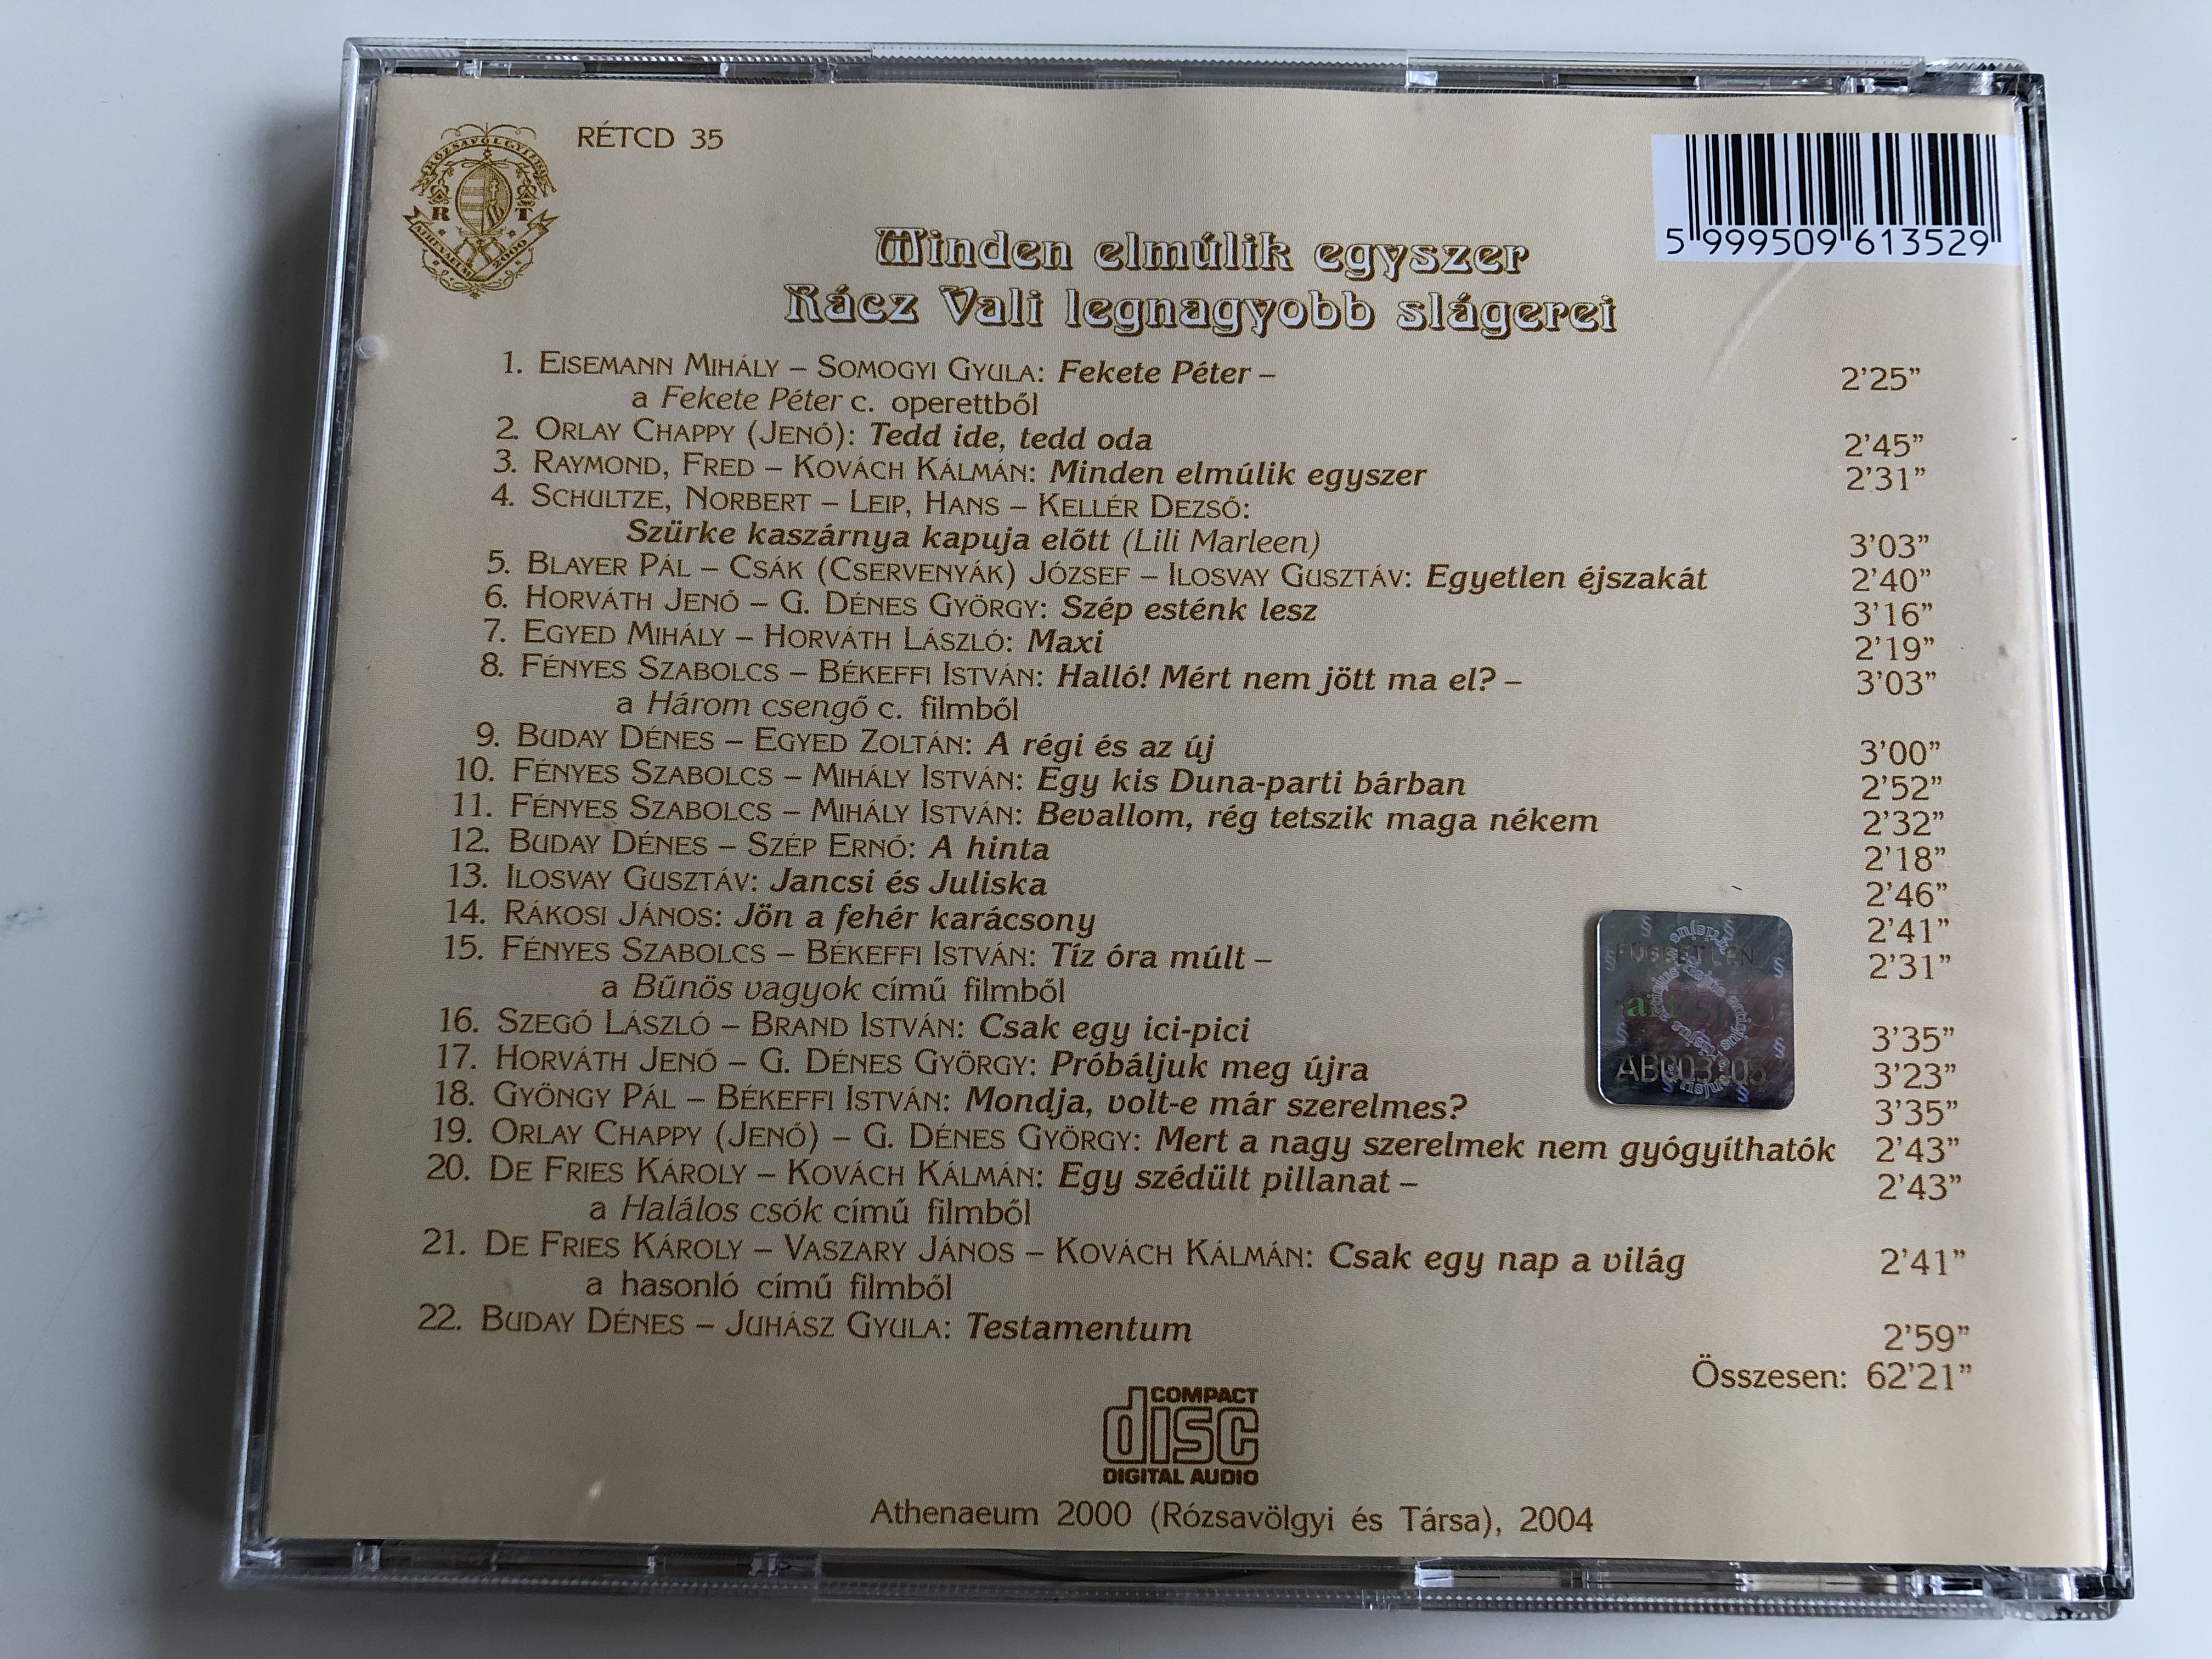 RÉTCD 35
R T
ATHENAEUM 2000
5 999509 613529
Minden elmúlik egyszer
Rácz Vali legnagyobb slágerei
1. EISEMANN MIHÁLY – SOMOGYI GYULA: Fekete Péter – 2'25”
a Fekete Péter c. operettből
2. ORLAY CHAPPY (JENŐ): Tedd ide, tedd oda 2'45”
3. RAYMOND, FRED – KOVÁCH KÁLMÁN: Minden elmúlik egyszer 2'31”
4. SCHULTZE, NORBERT – LEIP, HANS – KELLÉR DEZSŐ:
Szürke kaszárnya kapuja előtt (Lili Marleen) 3'03”
5. BLAYER PÁL – CSÁK (CSERVENYÁK) JÓZSEF – ILOSVAY GUSZTÁV: Egyetlen éjszakát 2'40”
6. HORVÁTH JENŐ – G. DÉNES GYÖRGY: Szép esténk lesz 3'16”
7. EGYED MIHÁLY – HORVÁTH LÁSZLÓ: Maxi 2'19”
8. FÉNYES SZABOLCS – BÉKEFFI ISTVÁN: Halló! Mért nem jött ma el? – 3'03”
a Három csengő c. filmből
9. BUDAY DÉNES – EGYED ZOLTÁN: A régi és az új 3'00”
10. FÉNYES SZABOLCS – MIHÁLY ISTVÁN: Egy kis Duna-parti bárban 2'52”
11. FÉNYES SZABOLCS – MIHÁLY ISTVÁN: Bevallom, rég tetszik maga nékem 2'32”
12. BUDAY DÉNES – SZÉP ERNŐ: A hinta 2'18”
13. ILOSVAY GUSZTÁV: Jancsi és Juliska 2'46”
14. RÁKOSI JÁNOS: Jön a fehér karácsony 2'41”
15. FÉNYES SZABOLCS – BÉKEFFI ISTVÁN: Tíz óra múlt – 2'31”
a Bűnös vagyok című filmből
16. SZEGŐ LÁSZLÓ – BRAND ISTVÁN: Csak egy ici-pici 3'35”
17. HORVÁTH JENŐ – G. DÉNES GYÖRGY: Próbáljuk meg újra 3'23”
18. GYÖNGY PÁL – BÉKEFFI ISTVÁN: Mondja, volt-e már szerelmes? 3'35”
19. ORLAY CHAPPY (JENŐ) – G. DÉNES GYÖRGY: Mert a nagy szerelmek nem gyógyíthatók 2'43”
20. DE FRIES KÁROLY – KOVÁCH KÁLMÁN: Egy szédült pillanat – 2'43”
a Halálos csók című filmből
21. DE FRIES KÁROLY – VASZARY JÁNOS – KOVÁCH KÁLMÁN: Csak egy nap a világ 2'41”
a hasonló című filmből
22. BUDAY DÉNES – JUHÁSZ GYULA: Testamentum 2'59”
Összesen: 62'21”
COMPACT
disc
DIGITAL AUDIO
Athenaeum 2000 (Rózsavölgyi és Társa), 2004